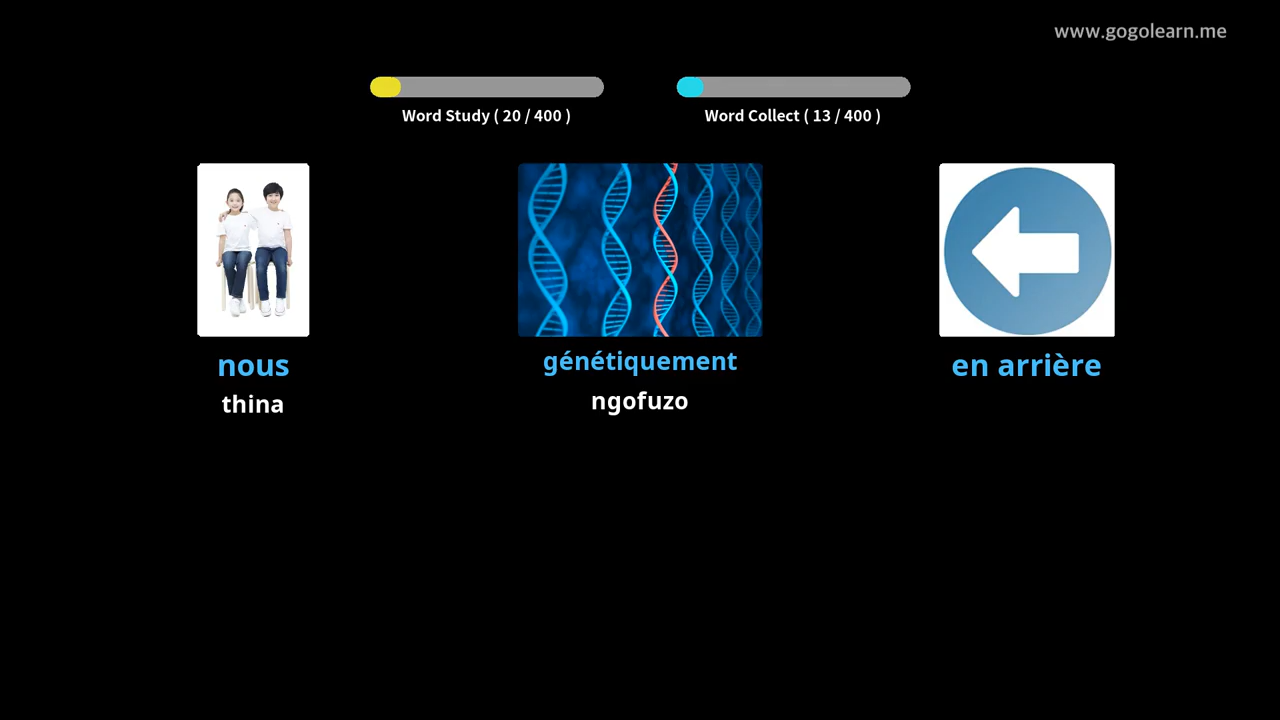 www.gogolearn.me
Word Study ( 20 / 400 )
Word Collect ( 13 / 400 )
nous
thina
génétiquement
ngofuzo
en arrière